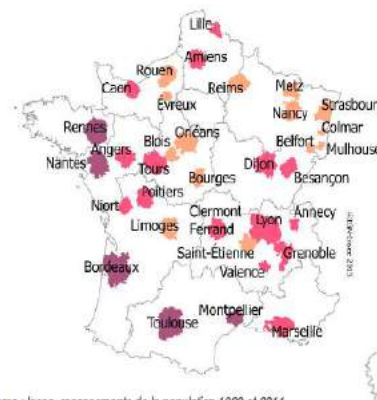 Lille
Amiens
Rouen
Caen
Reims
Metz
Évreux
Nancy
Strasbour
Rennes
Orléans
Colmar
Blois
Belfort
Mulhouse
Angers
Nantes
Tours
Dijon
Besançon
Bourges
Poitiers
Niort
Clermont
Ferrand
Lyon
Annecy
Limoges
Saint-Étienne
Grenoble
Bordeaux
Valence
Montpellier
Toulouse
Marseille